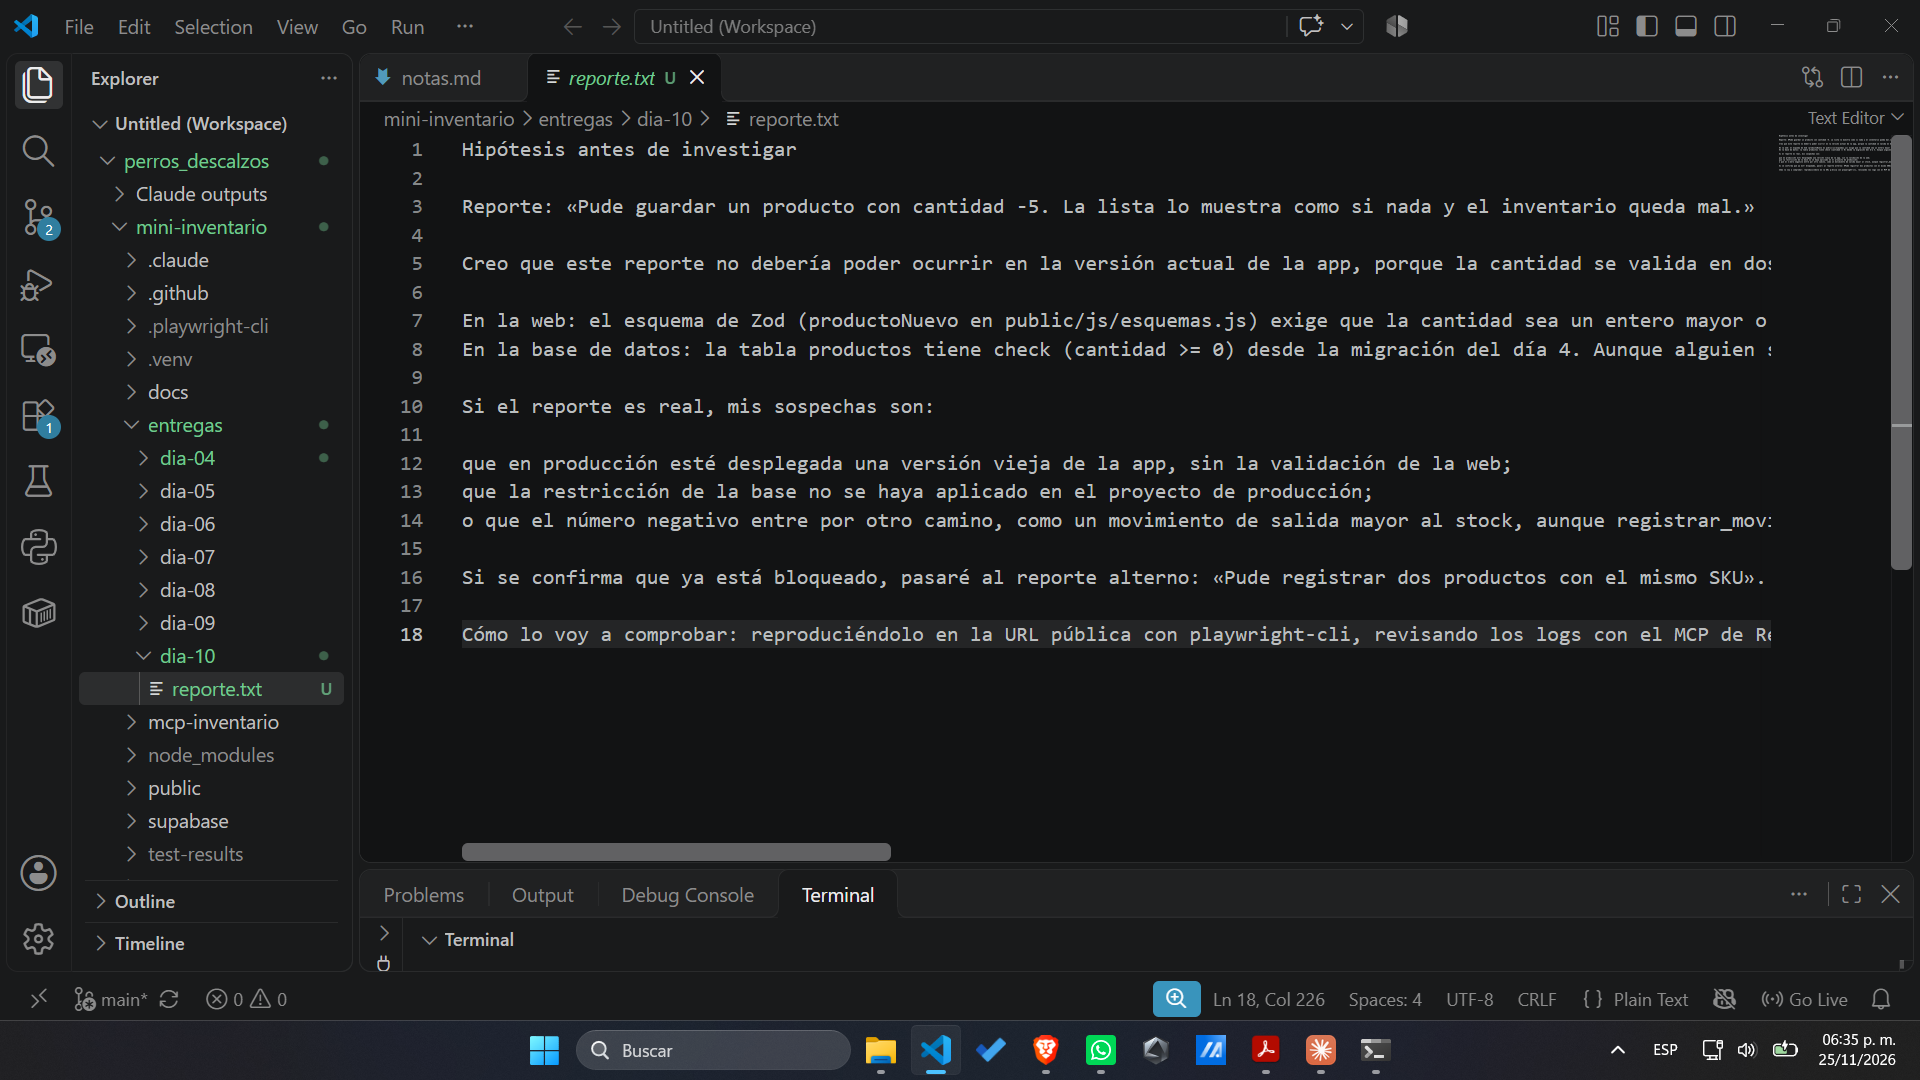 File Edit Selection View Go Run ··· Untitled (Workspace)
Explorer ···
Untitled (Workspace)
perros_descalzos
Claude outputs
mini-inventario
.claude
.github
.playwright-cli
.venv
docs
entregas
dia-04
dia-05
dia-06
dia-07
dia-08
dia-09
dia-10
reporte.txt U
mcp-inventario
node_modules
public
supabase
test-results
Outline
Timeline
2
1
notas.md reporte.txt U
mini-inventario > entregas > dia-10 > reporte.txt
Text Editor
1 Hipótesis antes de investigar
2
3 Reporte: «Pude guardar un producto con cantidad -5. La lista lo muestra como si nada y el inventario queda mal.»
4
5 Creo que este reporte no debería poder ocurrir en la versión actual de la app, porque la cantidad se valida en dos
6
7 En la web: el esquema de Zod (productoNuevo en public/js/esquemas.js) exige que la cantidad sea un entero mayor o
8 En la base de datos: la tabla productos tiene check (cantidad >= 0) desde la migración del día 4. Aunque alguien
9
10 Si el reporte es real, mis sospechas son:
11
12 que en producción esté desplegada una versión vieja de la app, sin la validación de la web;
13 que la restricción de la base no se haya aplicado en el proyecto de producción;
14 o que el número negativo entre por otro camino, como un movimiento de salida mayor al stock, aunque registrar_movi
15
16 Si se confirma que ya está bloqueado, pasaré al reporte alterno: «Pude registrar dos productos con el mismo SKU».
17
18 Cómo lo voy a comprobar: reproduciéndolo en la URL pública con playwright-cli, revisando los logs con el MCP de Re
Problems Output Debug Console Terminal
Terminal
main* 0 0
Ln 18, Col 226 Spaces: 4 UTF-8 CRLF { } Plain Text Go Live
Buscar
ESP
06:35 p. m.
25/11/2026